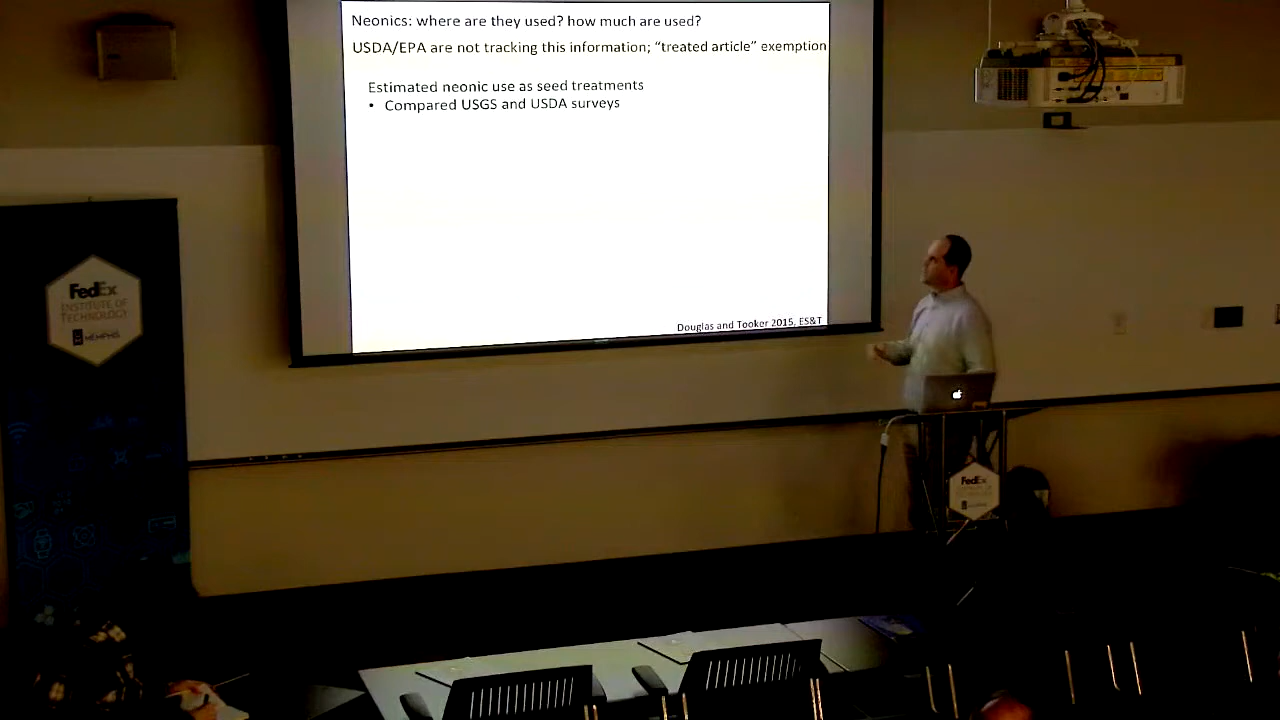 Neonics: where are they used? how much are used?
USDA/EPA are not tracking this information; “treated article” exemption
Estimated neonic use as seed treatments
• Compared USGS and USDA surveys
Douglas and Tooker 2015, ES&T
FedEx
INSTITUTE OF
TECHNOLOGY
MEMPHIS
FedEx